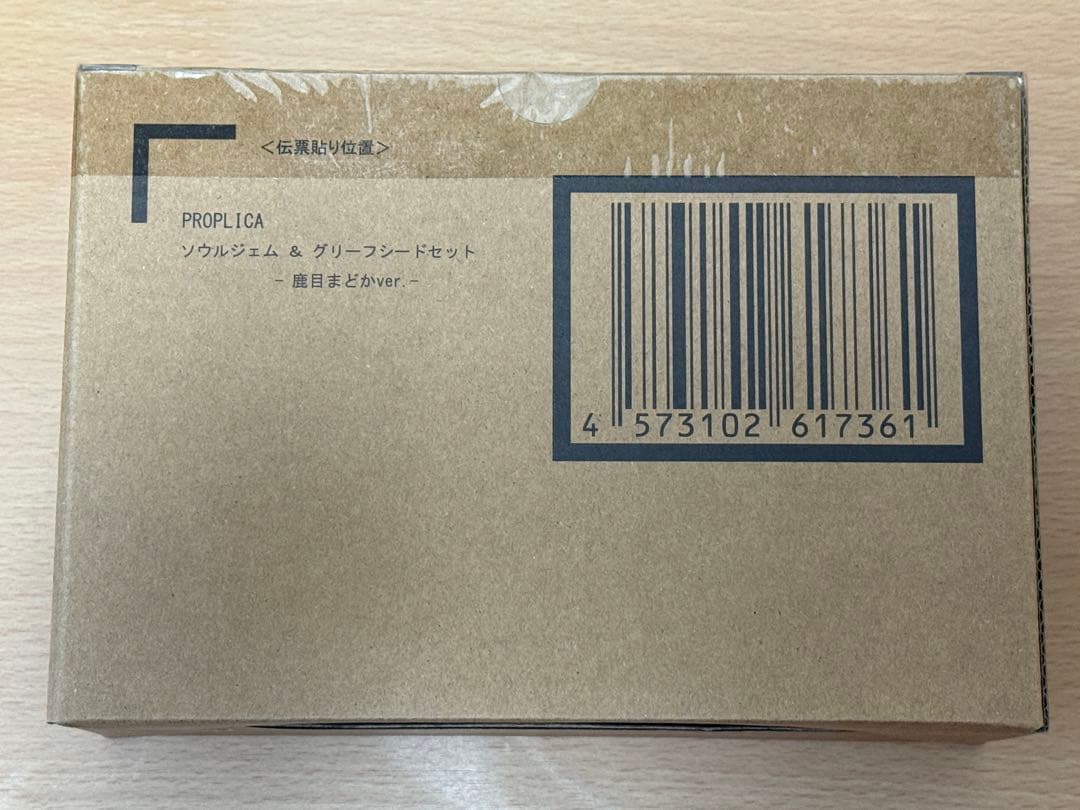 ＜伝票貼り位置＞
PROPLICA
ソウルジェム ＆ グリーフシードセット
- 鹿目まどかver.-
4 573102 617361